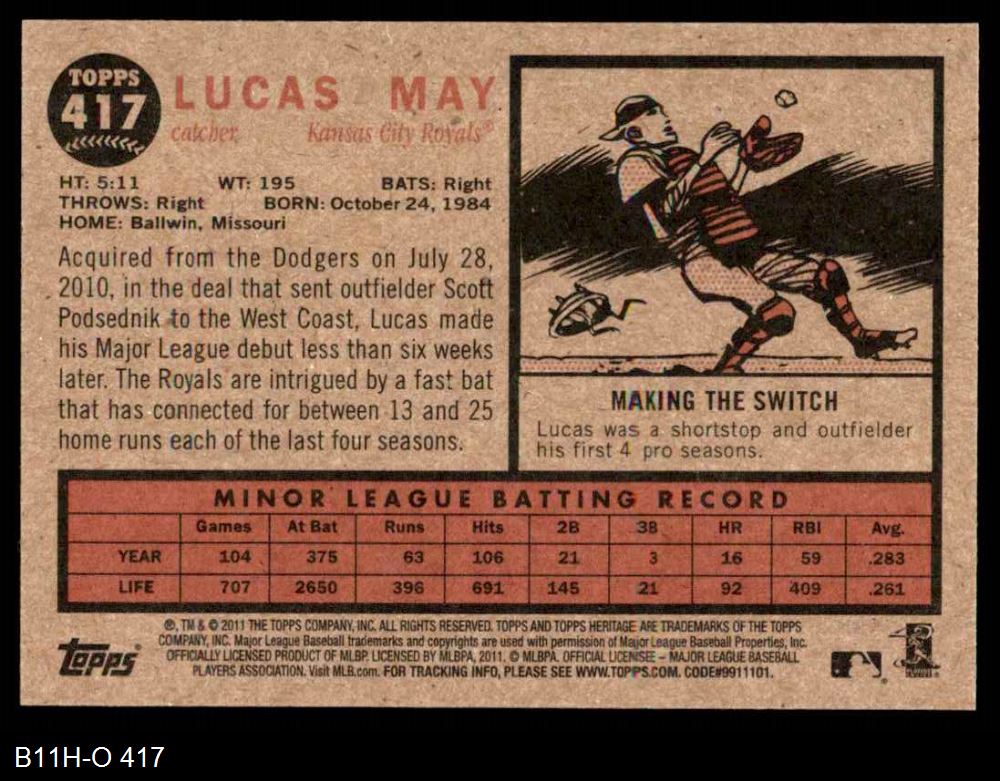 TOPPS
417
LUCAS MAY
catcher Kansas City Royals®
HT: 5:11 WT: 195 BATS: Right
THROWS: Right BORN: October 24, 1984
HOME: Ballwin, Missouri
Acquired from the Dodgers on July 28,
2010, in the deal that sent outfielder Scott
Podsednik to the West Coast, Lucas made
his Major League debut less than six weeks
later. The Royals are intrigued by a fast bat
that has connected for between 13 and 25
home runs each of the last four seasons.
MAKING THE SWITCH
Lucas was a shortstop and outfielder
his first 4 pro seasons.
MINOR LEAGUE BATTING RECORD
Games At Bat Runs Hits 2B 3B HR RBI Avg.
YEAR 104 375 63 106 21 3 16 59 .283
LIFE 707 2650 396 691 145 21 92 409 .261
®, TM & © 2011 THE TOPPS COMPANY, INC. ALL RIGHTS RESERVED. TOPPS AND TOPPS HERITAGE ARE TRADEMARKS OF THE TOPPS
COMPANY, INC. Major League Baseball trademarks and copyrights are used with permission of Major League Baseball Properties, Inc.
OFFICIALLY LICENSED PRODUCT OF MLBP. LICENSED BY MLBPA, 2011. © MLBPA. OFFICIAL LICENSEE – MAJOR LEAGUE BASEBALL
PLAYERS ASSOCIATION. Visit MLB.com. FOR TRACKING INFO, PLEASE SEE WWW.TOPPS.COM. CODE#9911101.
topps
B11H-O 417